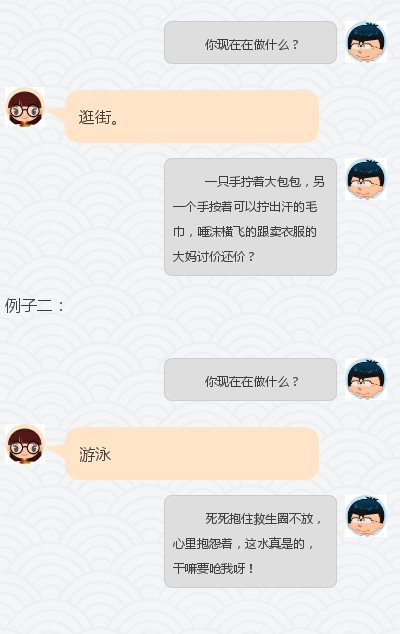 你现在在做什么？
逛街。
一只手拧着大包包，另
一个手按着可以拧出汗的毛
巾，唾沫横飞的跟卖衣服的
大妈讨价还价？
例子二：
你现在在做什么？
游泳
死死抱住救生圈不放，
心里抱怨着，这水真是的，
干嘛要呛我呀！